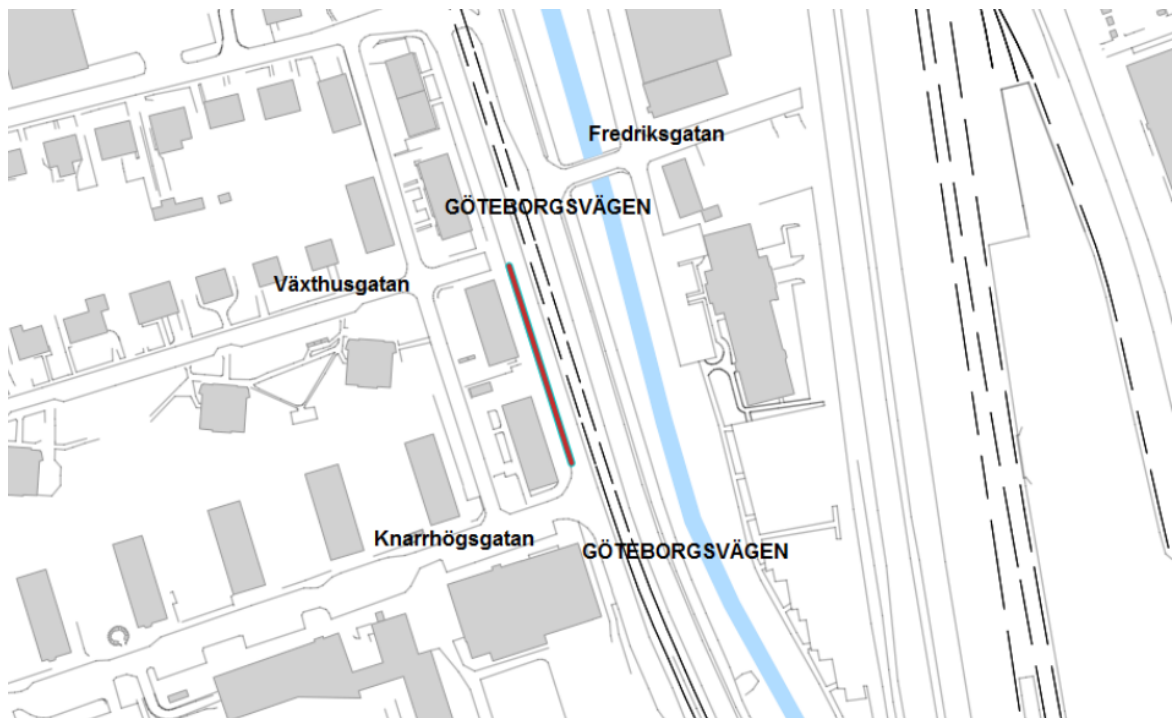 Fredriksgatan
GÖTEBORGSVÄGEN
Växthusgatan
Knarrhögsgatan
GÖTEBORGSVÄGEN